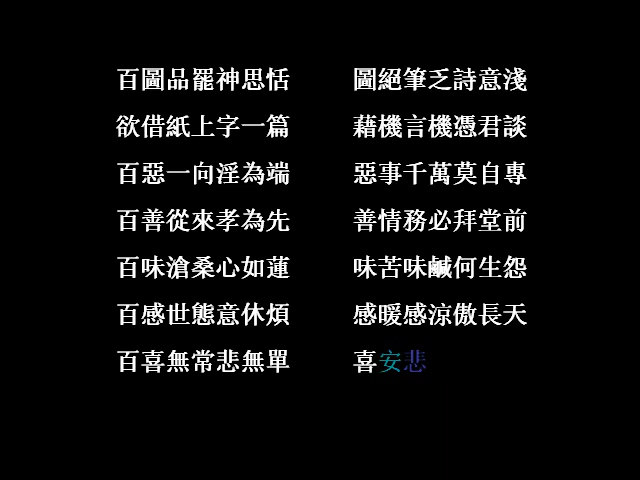 百圖品罷神思恬 圖絕筆乏詩意淺
欲借紙上字一篇 藉機言機憑君談
百惡一向淫為端 惡事千萬莫自專
百善從來孝為先 善情務必拜堂前
百味滄桑心如蓮 味苦味鹹何生怨
百感世態意休煩 感暖感涼傲長天
百喜無常悲無單 喜安悲